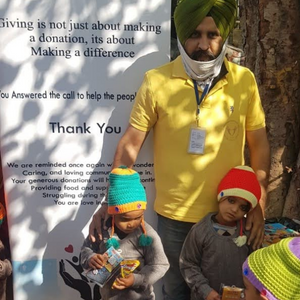 Giving is not just about making
a donation, its about
Making a difference
You Answered the call to help the people
Thank You
We are reminded once again
Caring, and loving
Your generous donations will
Providing food and
Struggling during
You are